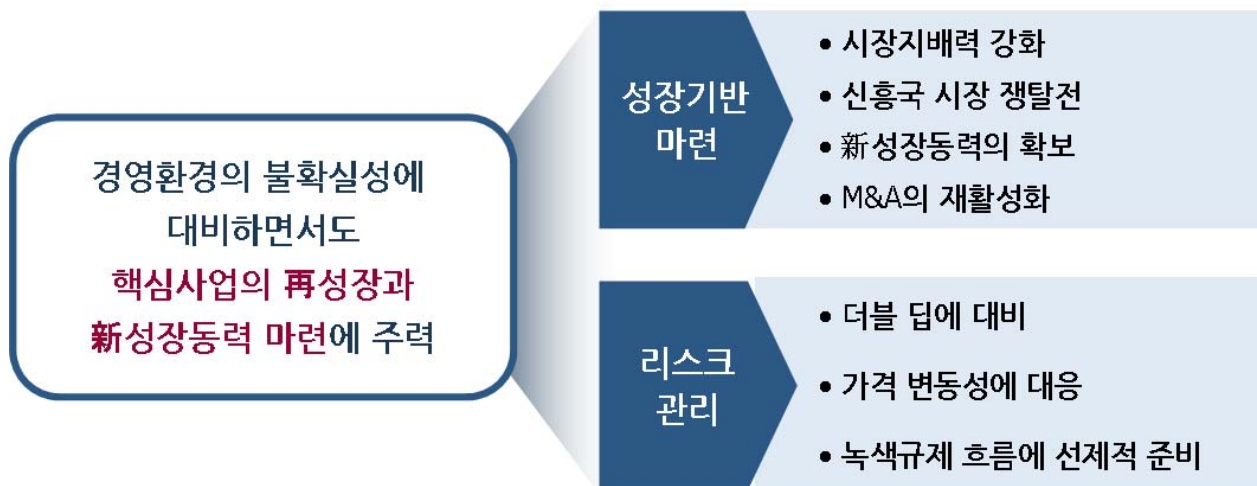 경영환경의 불확실성에
대비하면서도
핵심사업의 再성장과
新성장동력 마련에 주력
성장기반
마련
• 시장지배력 강화
• 신흥국 시장 쟁탈전
• 新성장동력의 확보
• M&A의 재활성화
리스크
관리
• 더블 딥에 대비
• 가격 변동성에 대응
• 녹색규제 흐름에 선제적 준비